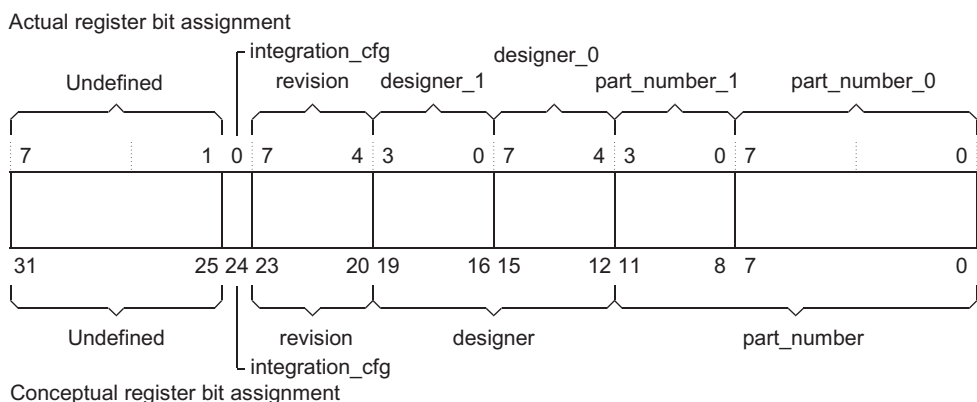 Actual register bit assignment
integration_cfg designer_0
Undefined revision designer_1 part_number_1 part_number_0
7 1 0 7 4 3 0 7 4 3 0 7 0
31 25 24 23 20 19 16 15 12 11 8 7 0
Undefined revision designer part_number
integration_cfg
Conceptual register bit assignment